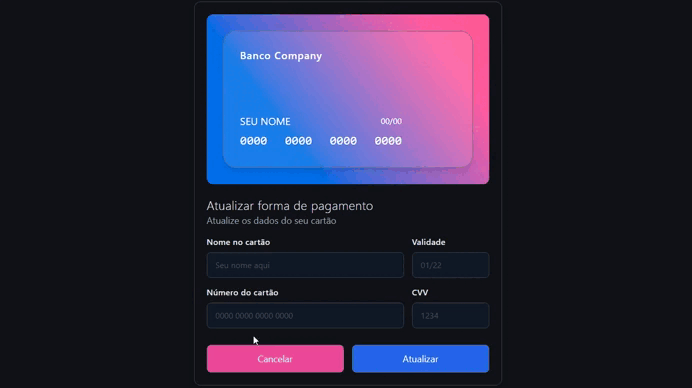 Banco Company
SEU NOME 00/00
0000 0000 0000 0000
Atualizar forma de pagamento
Atualize os dados do seu cartão
Nome no cartão Validade
Seu nome aqui 01/22
Número do cartão CVV
0000 0000 0000 0000 1234
Cancelar Atualizar